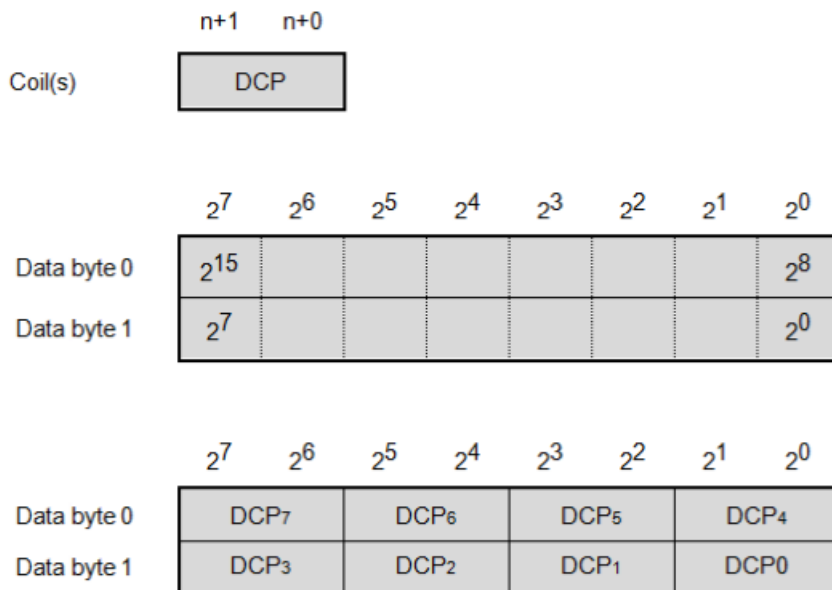 n+1 n+0
Coil(s) DCP
2⁷ 2⁶ 2⁵ 2⁴ 2³ 2² 2¹ 2⁰
Data byte 0 2¹⁵ 2⁸
Data byte 1 2⁷ 2⁰
2⁷ 2⁶ 2⁵ 2⁴ 2³ 2² 2¹ 2⁰
Data byte 0 DCP₇ DCP₆ DCP₅ DCP₄
Data byte 1 DCP₃ DCP₂ DCP₁ DCP0